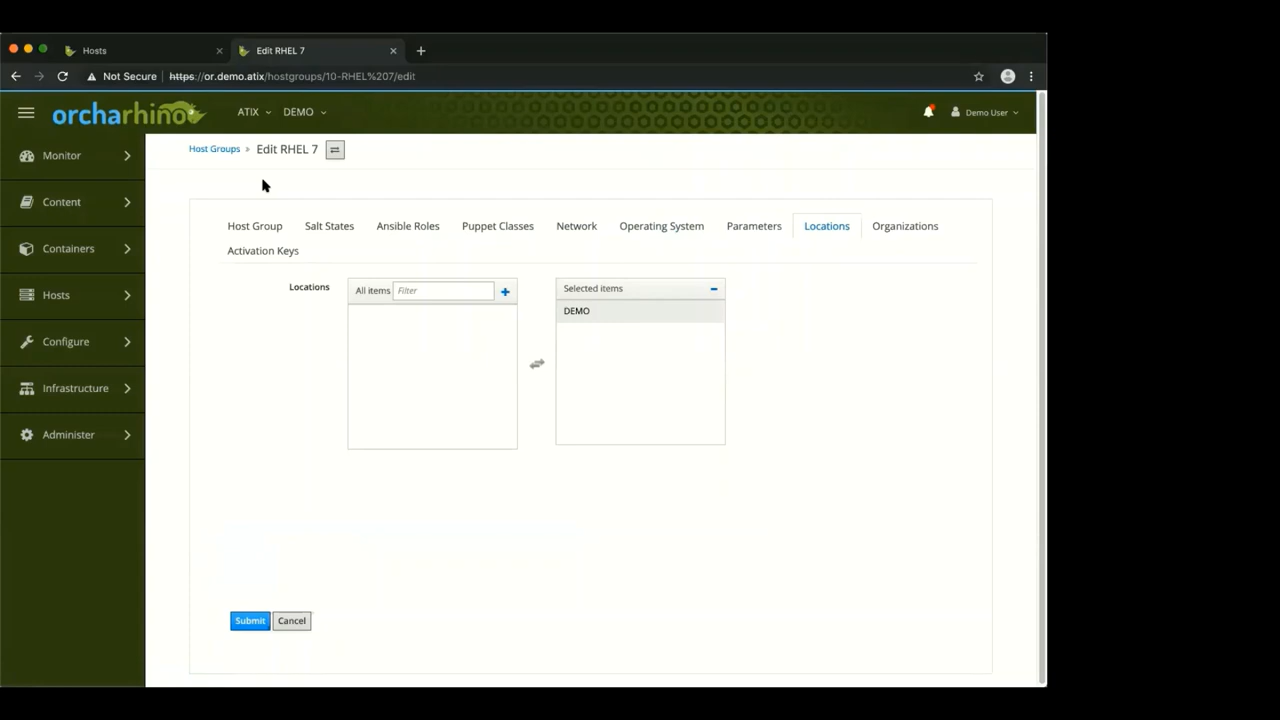 Hosts
Edit RHEL 7
Not Secure https://or.demo.atix/hostgroups/10-RHEL%207/edit
orcharhino ATIX DEMO Demo User
Monitor
Content
Containers
Hosts
Configure
Infrastructure
Administer
Host Groups » Edit RHEL 7
Host Group Salt States Ansible Roles Puppet Classes Network Operating System Parameters Locations Organizations
Activation Keys
Locations All items Filter Selected items
DEMO
Submit Cancel